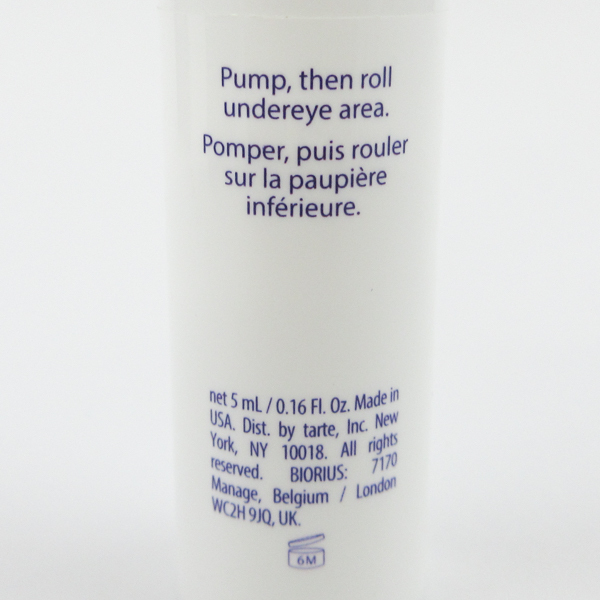 Pump, then roll
undereye area.
Pomper, puis rouler
sur la paupière
inférieure.
net 5 mL / 0.16 Fl. Oz. Made in
USA. Dist. by tarte, Inc. New
York, NY 10018. All rights
reserved. BIORIUS: 7170
Manage, Belgium / London
WC2H 9JQ, UK.
6M